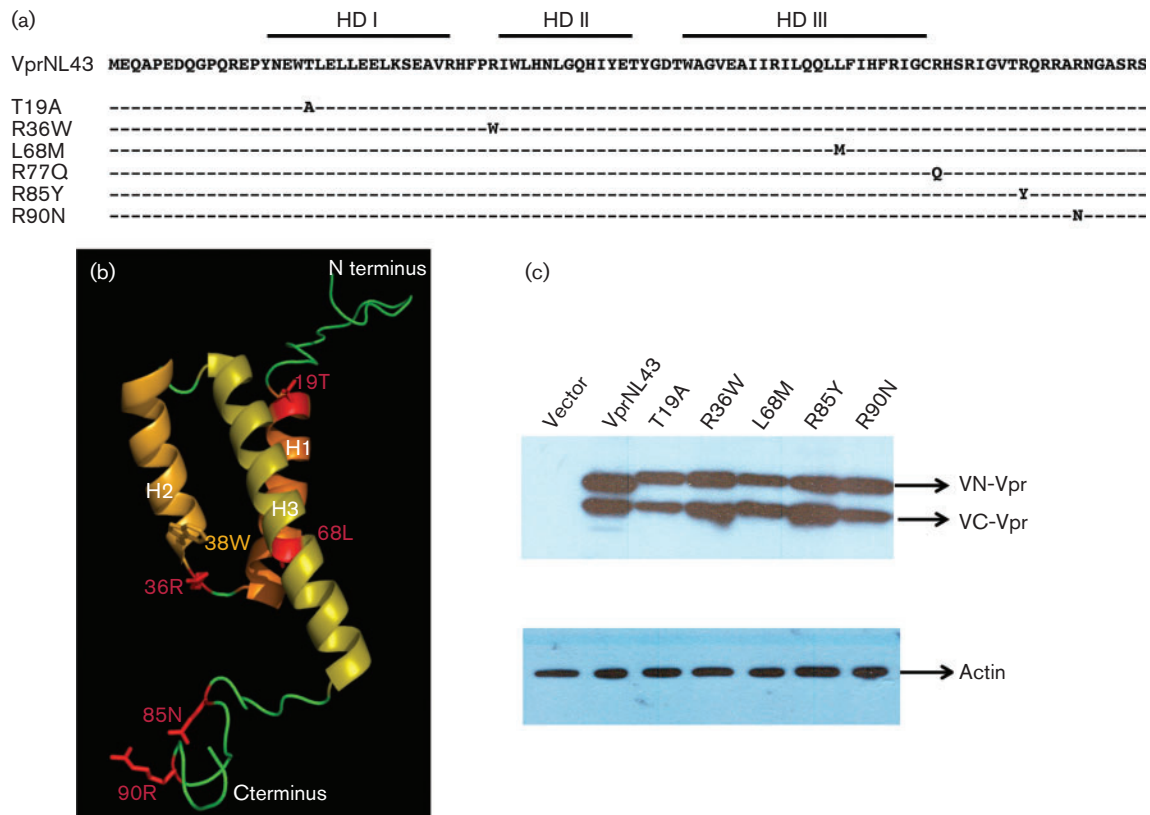 (a)
HD I HD II HD III
VprNL43 MEQAPEDQGPQREPYNEWTLELLEELKSEAVRHFPRIWLHNLGQHIYETYGDTWAGVEAIIRILQQLLFIHFRIGCRHSRIGVTRQRRARNGASRS
T19A ------------------A-----------------------------------------------------------------------------
R36W -----------------------------------W------------------------------------------------------------
L68M -------------------------------------------------------------------M----------------------------
R77Q ----------------------------------------------------------------------------Q-------------------
R85Y ------------------------------------------------------------------------------------Y-----------
R90N -----------------------------------------------------------------------------------------N------
(b)
N terminus
19T
H1
H2
H3
38W
68L
36R
85N
90R
Cterminus
(c)
Vector VprNL43 T19A R36W L68M R85Y R90N
VN-Vpr
VC-Vpr
Actin